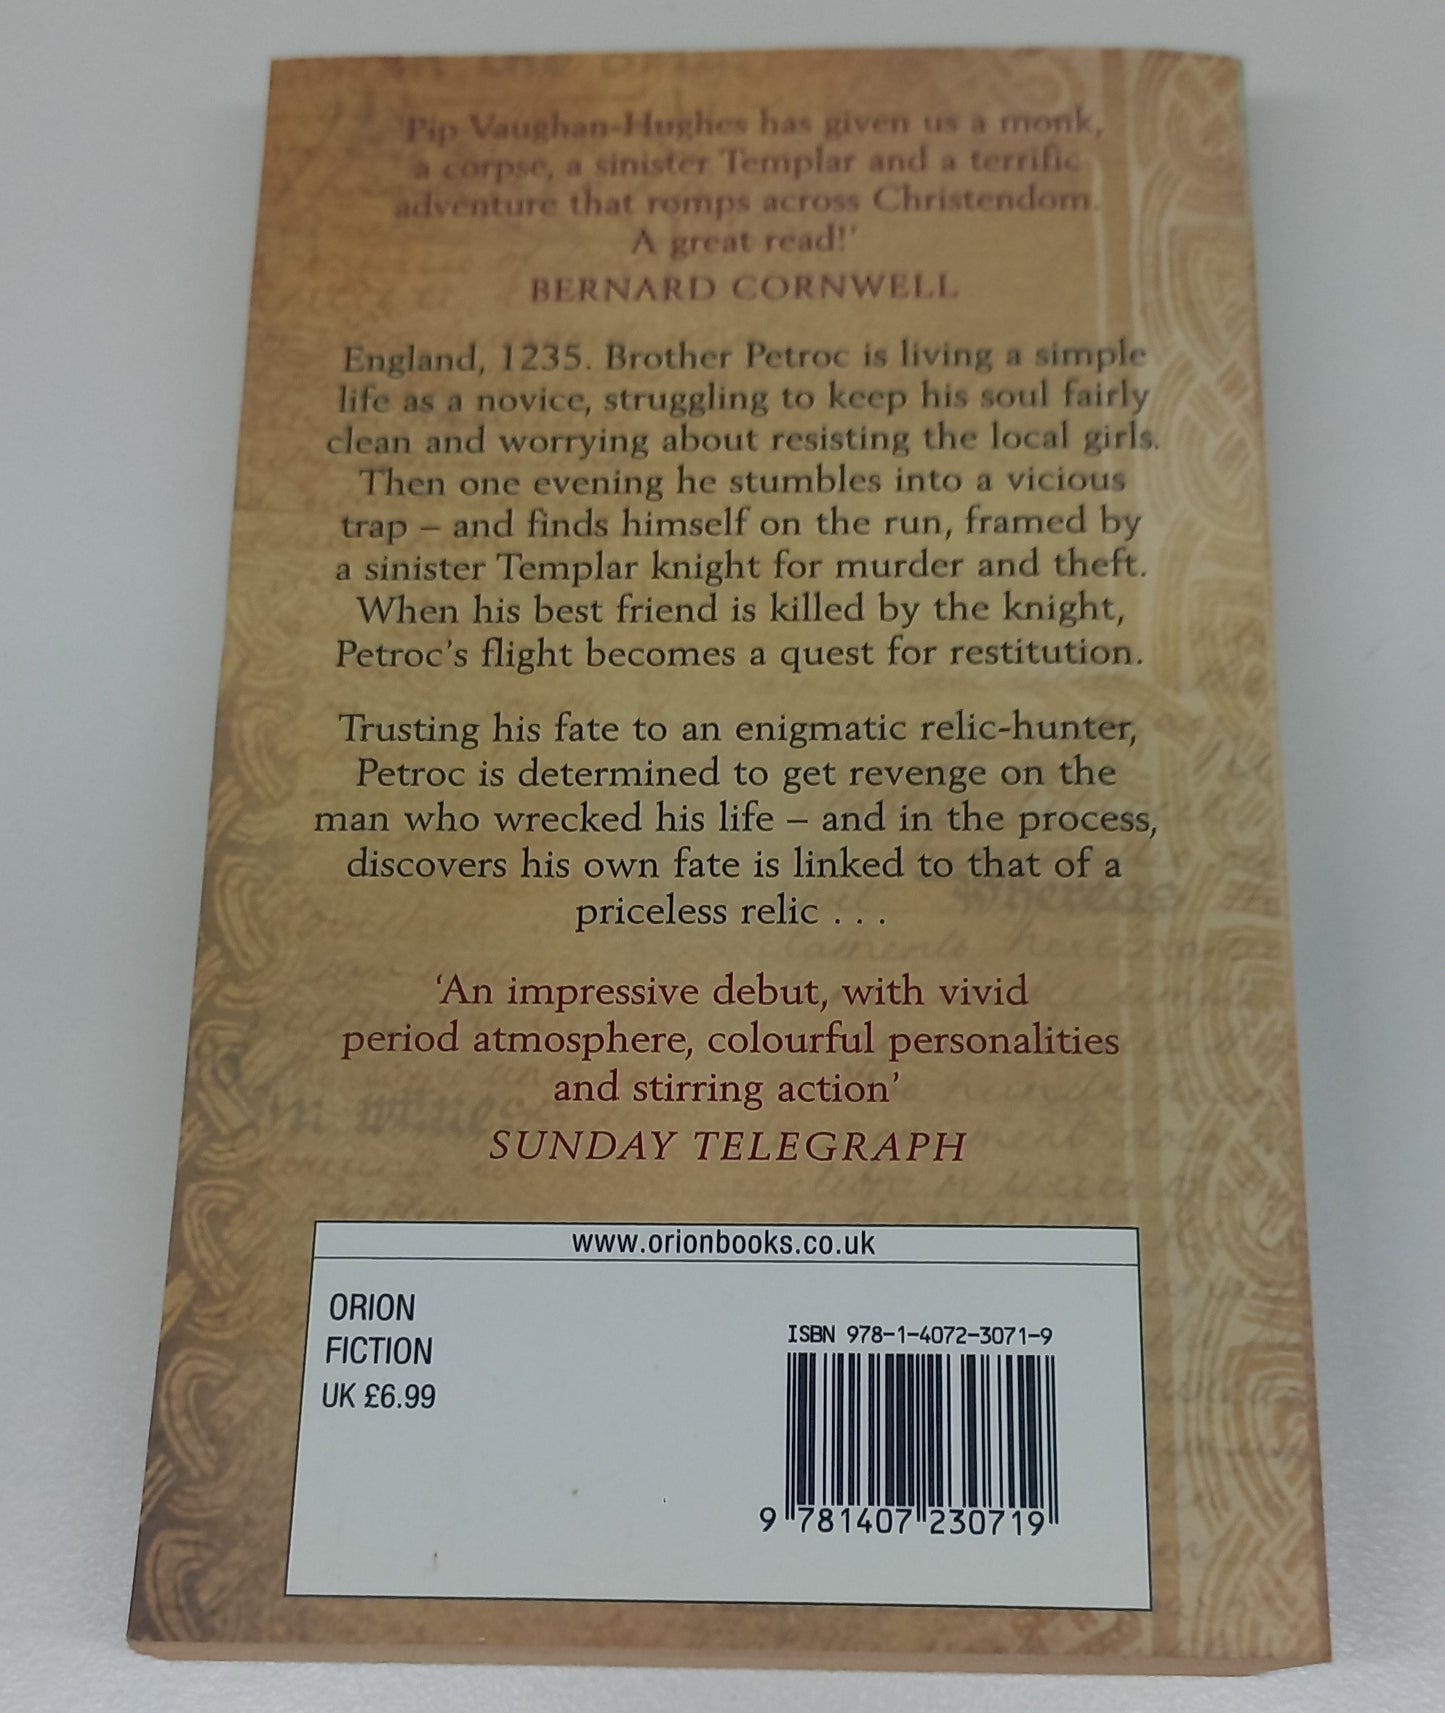 'Pip Vaughan-Hughes has given us a monk,
a corpse, a sinister Templar and a terrific
adventure that romps across Christendom.
A great read!'
BERNARD CORNWELL
England, 1235. Brother Petroc is living a simple
life as a novice, struggling to keep his soul fairly
clean and worrying about resisting the local girls.
Then one evening he stumbles into a vicious
trap – and finds himself on the run, framed by
a sinister Templar knight for murder and theft.
When his best friend is killed by the knight,
Petroc's flight becomes a quest for restitution.
Trusting his fate to an enigmatic relic-hunter,
Petroc is determined to get revenge on the
man who wrecked his life – and in the process,
discovers his own fate is linked to that of a
priceless relic . . .
'An impressive debut, with vivid
period atmosphere, colourful personalities
and stirring action'
SUNDAY TELEGRAPH
www.orionbooks.co.uk
ORION
FICTION
UK £6.99
ISBN 978-1-4072-3071-9
9 781407 230719